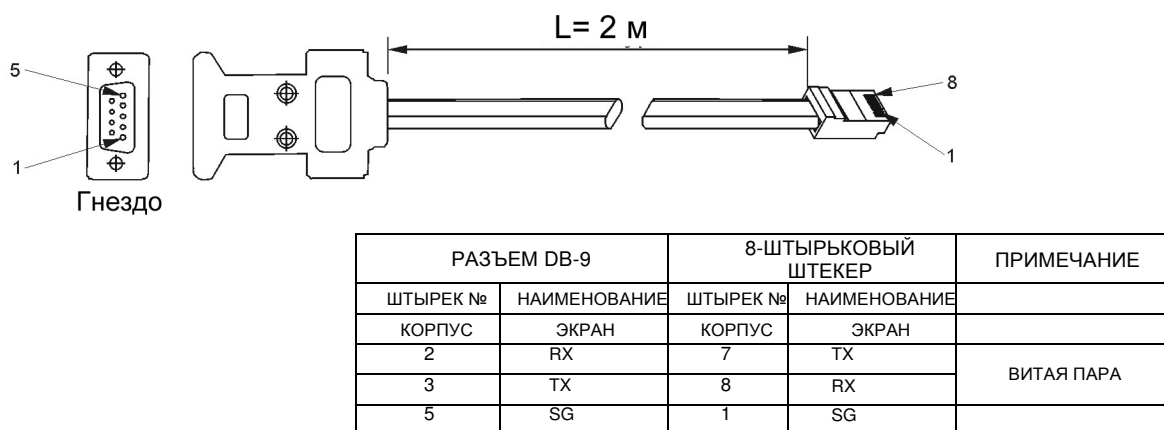 L= 2 м
5
1
Гнездо
8
1
РАЗЪЕМ DB-9 8-ШТЫРЬКОВЫЙ ШТЕКЕР ПРИМЕЧАНИЕ
ШТЫРЕК № НАИМЕНОВАНИЕ ШТЫРЕК № НАИМЕНОВАНИЕ
КОРПУС ЭКРАН КОРПУС ЭКРАН
2 RX 7 TX ВИТАЯ ПАРА
3 TX 8 RX
5 SG 1 SG